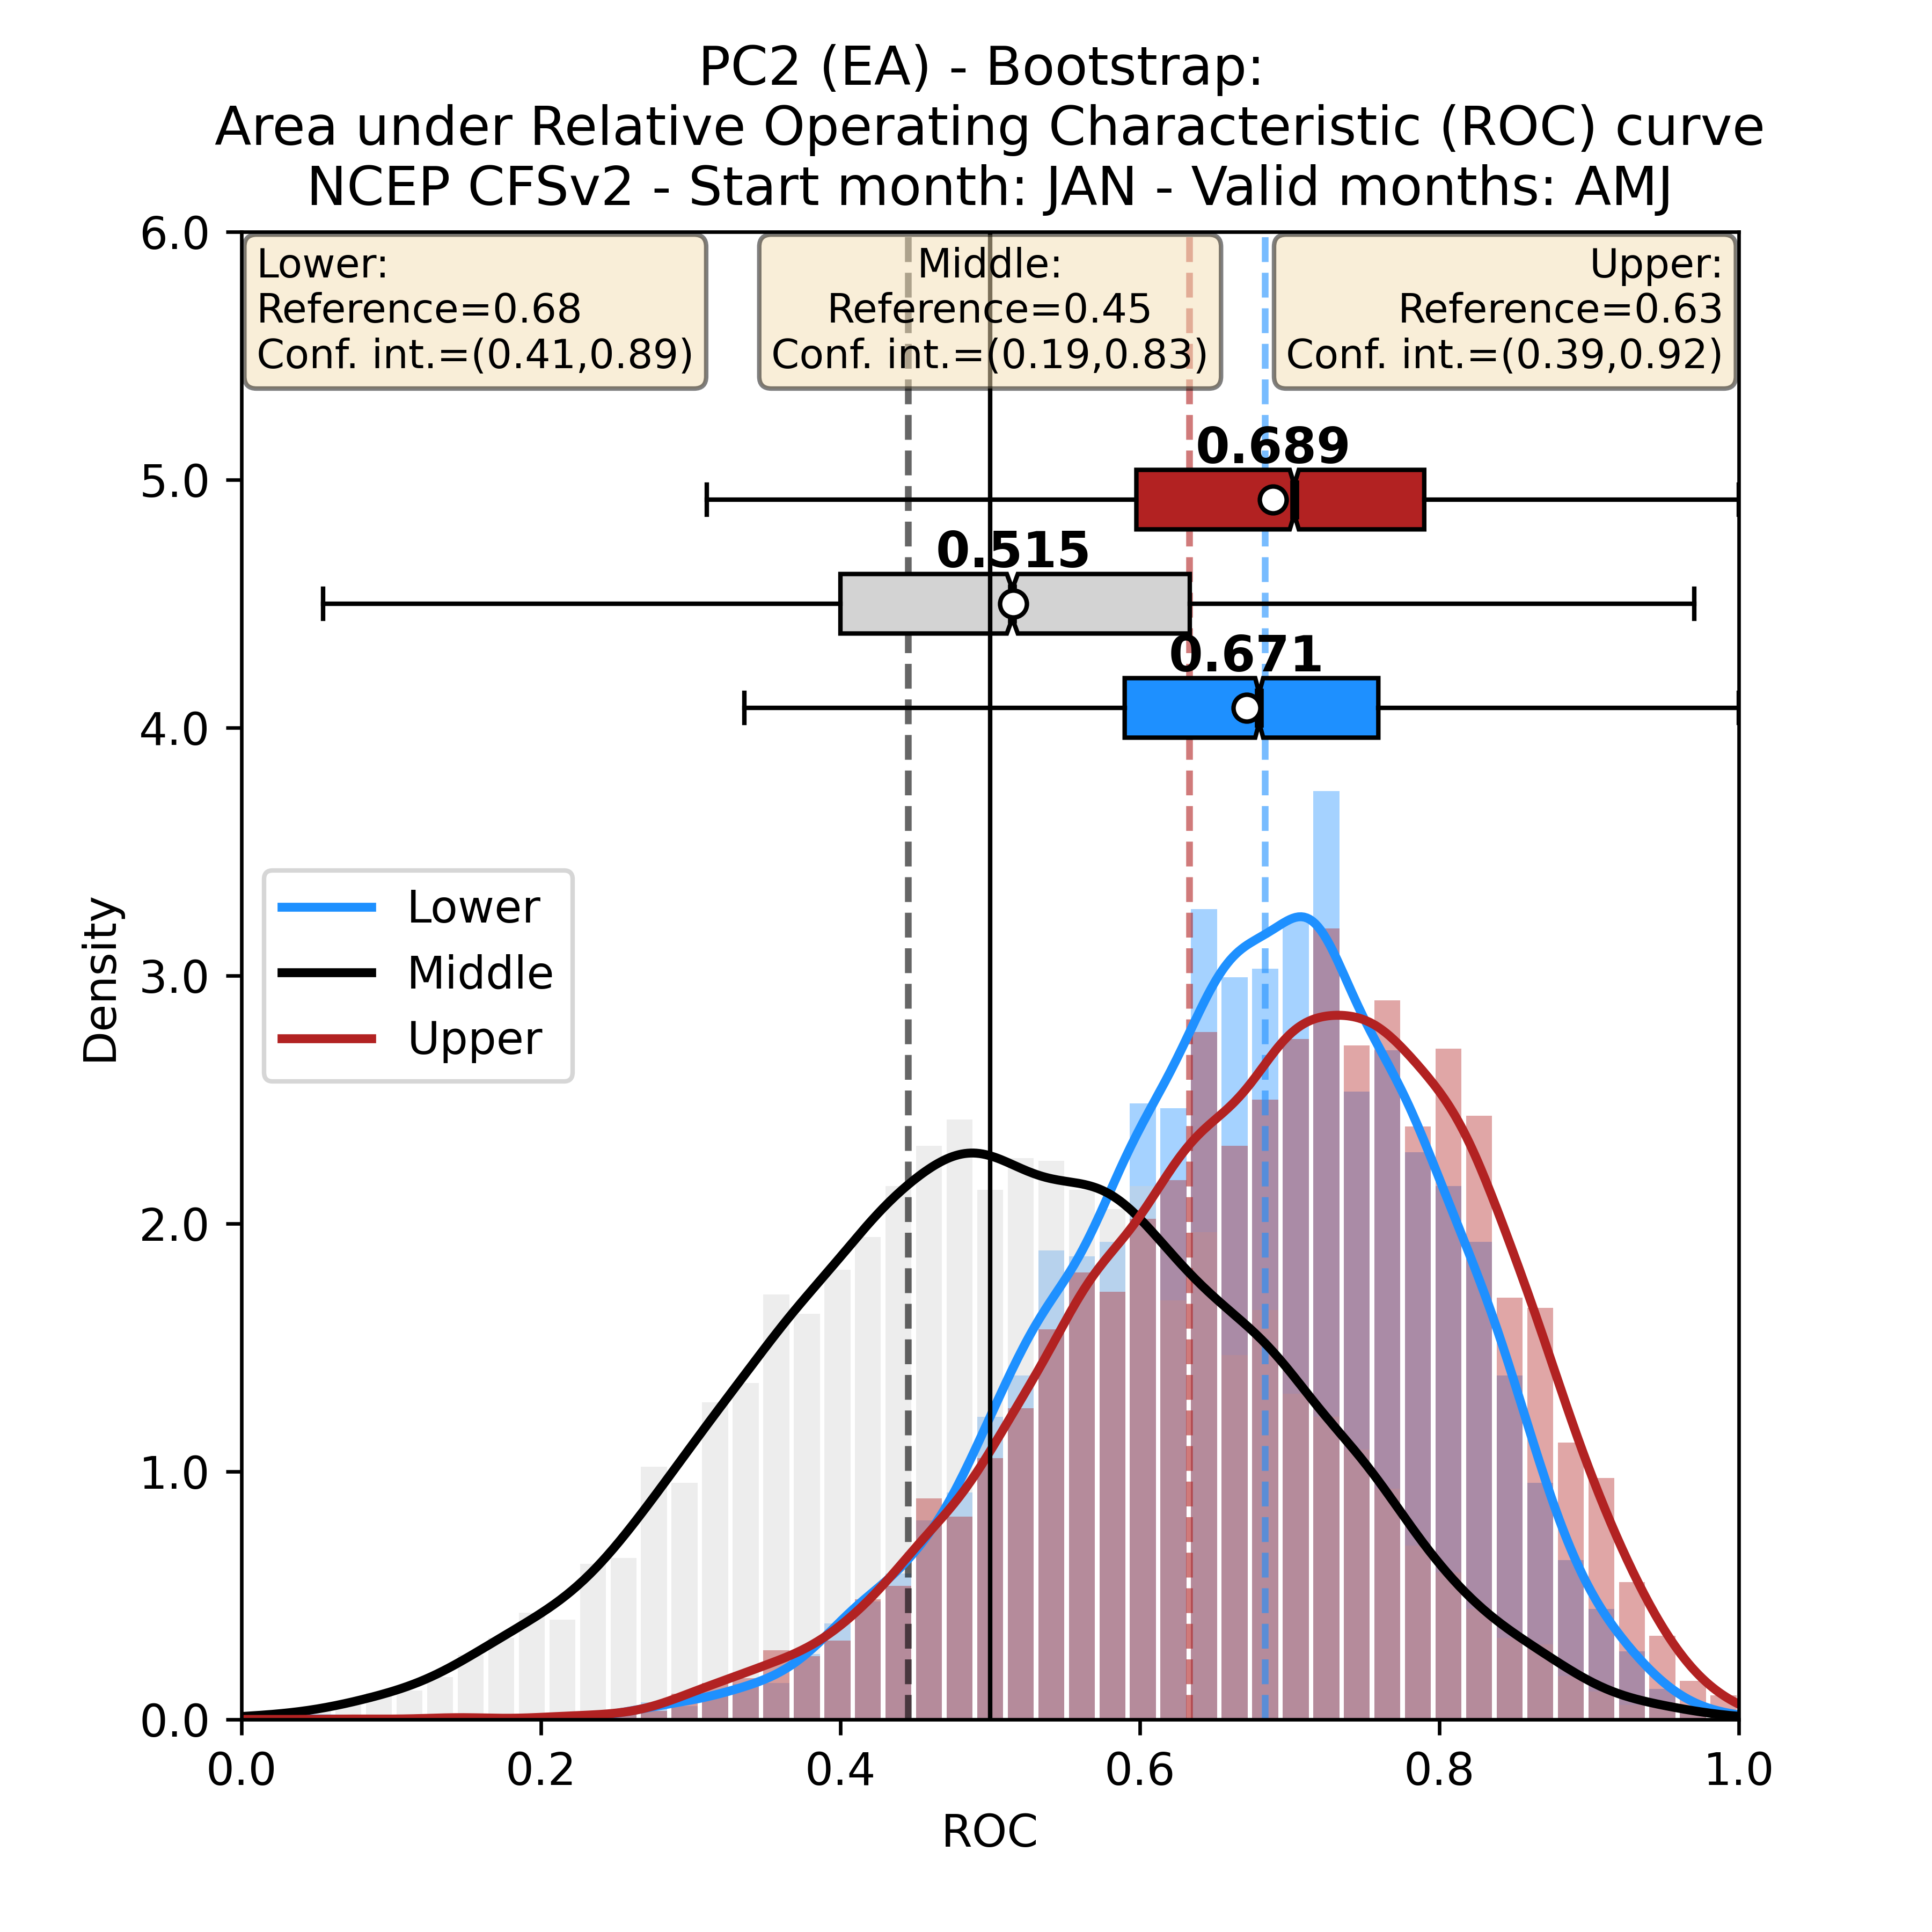 PC2 (EA) - Bootstrap:
Area under Relative Operating Characteristic (ROC) curve
NCEP CFSv2 - Start month: JAN - Valid months: AMJ
Lower:
Reference=0.68
Conf. int.=(0.41,0.89)
Middle:
Reference=0.45
Conf. int.=(0.19,0.83)
Upper:
Reference=0.63
Conf. int.=(0.39,0.92)
0.689
0.515
0.671
Lower
Middle
Upper
Density
6.0
5.0
4.0
3.0
2.0
1.0
0.0
0.0 0.2 0.4 0.6 0.8 1.0
ROC